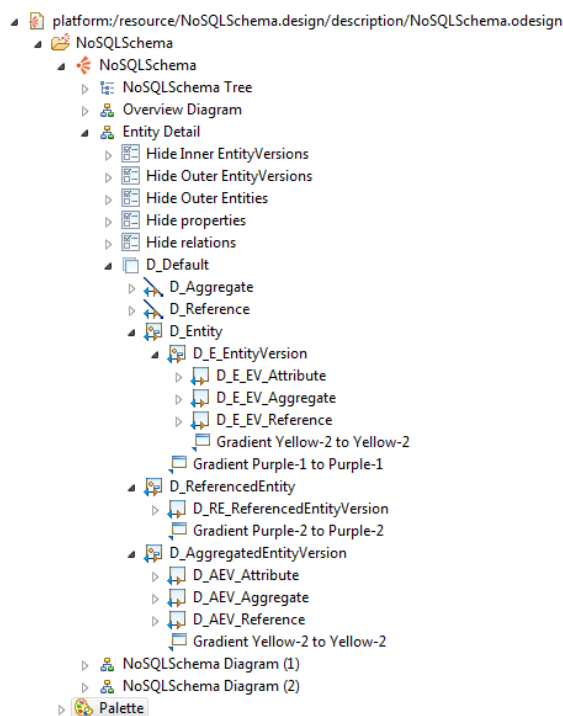 platform:/resource/NoSQLSchema.design/description/NoSQLSchema.odesign
NoSQLSchema
NoSQLSchema
NoSQLSchema Tree
Overview Diagram
Entity Detail
Hide Inner EntityVersions
Hide Outer EntityVersions
Hide Outer Entities
Hide properties
Hide relations
D_Default
D_Aggregate
D_Reference
D_Entity
D_E_EntityVersion
D_E_EV_Attribute
D_E_EV_Aggregate
D_E_EV_Reference
Gradient Yellow-2 to Yellow-2
Gradient Purple-1 to Purple-1
D_ReferencedEntity
D_RE_ReferencedEntityVersion
Gradient Purple-2 to Purple-2
D_AggregatedEntityVersion
D_AEV_Attribute
D_AEV_Aggregate
D_AEV_Reference
Gradient Yellow-2 to Yellow-2
NoSQLSchema Diagram (1)
NoSQLSchema Diagram (2)
Palette